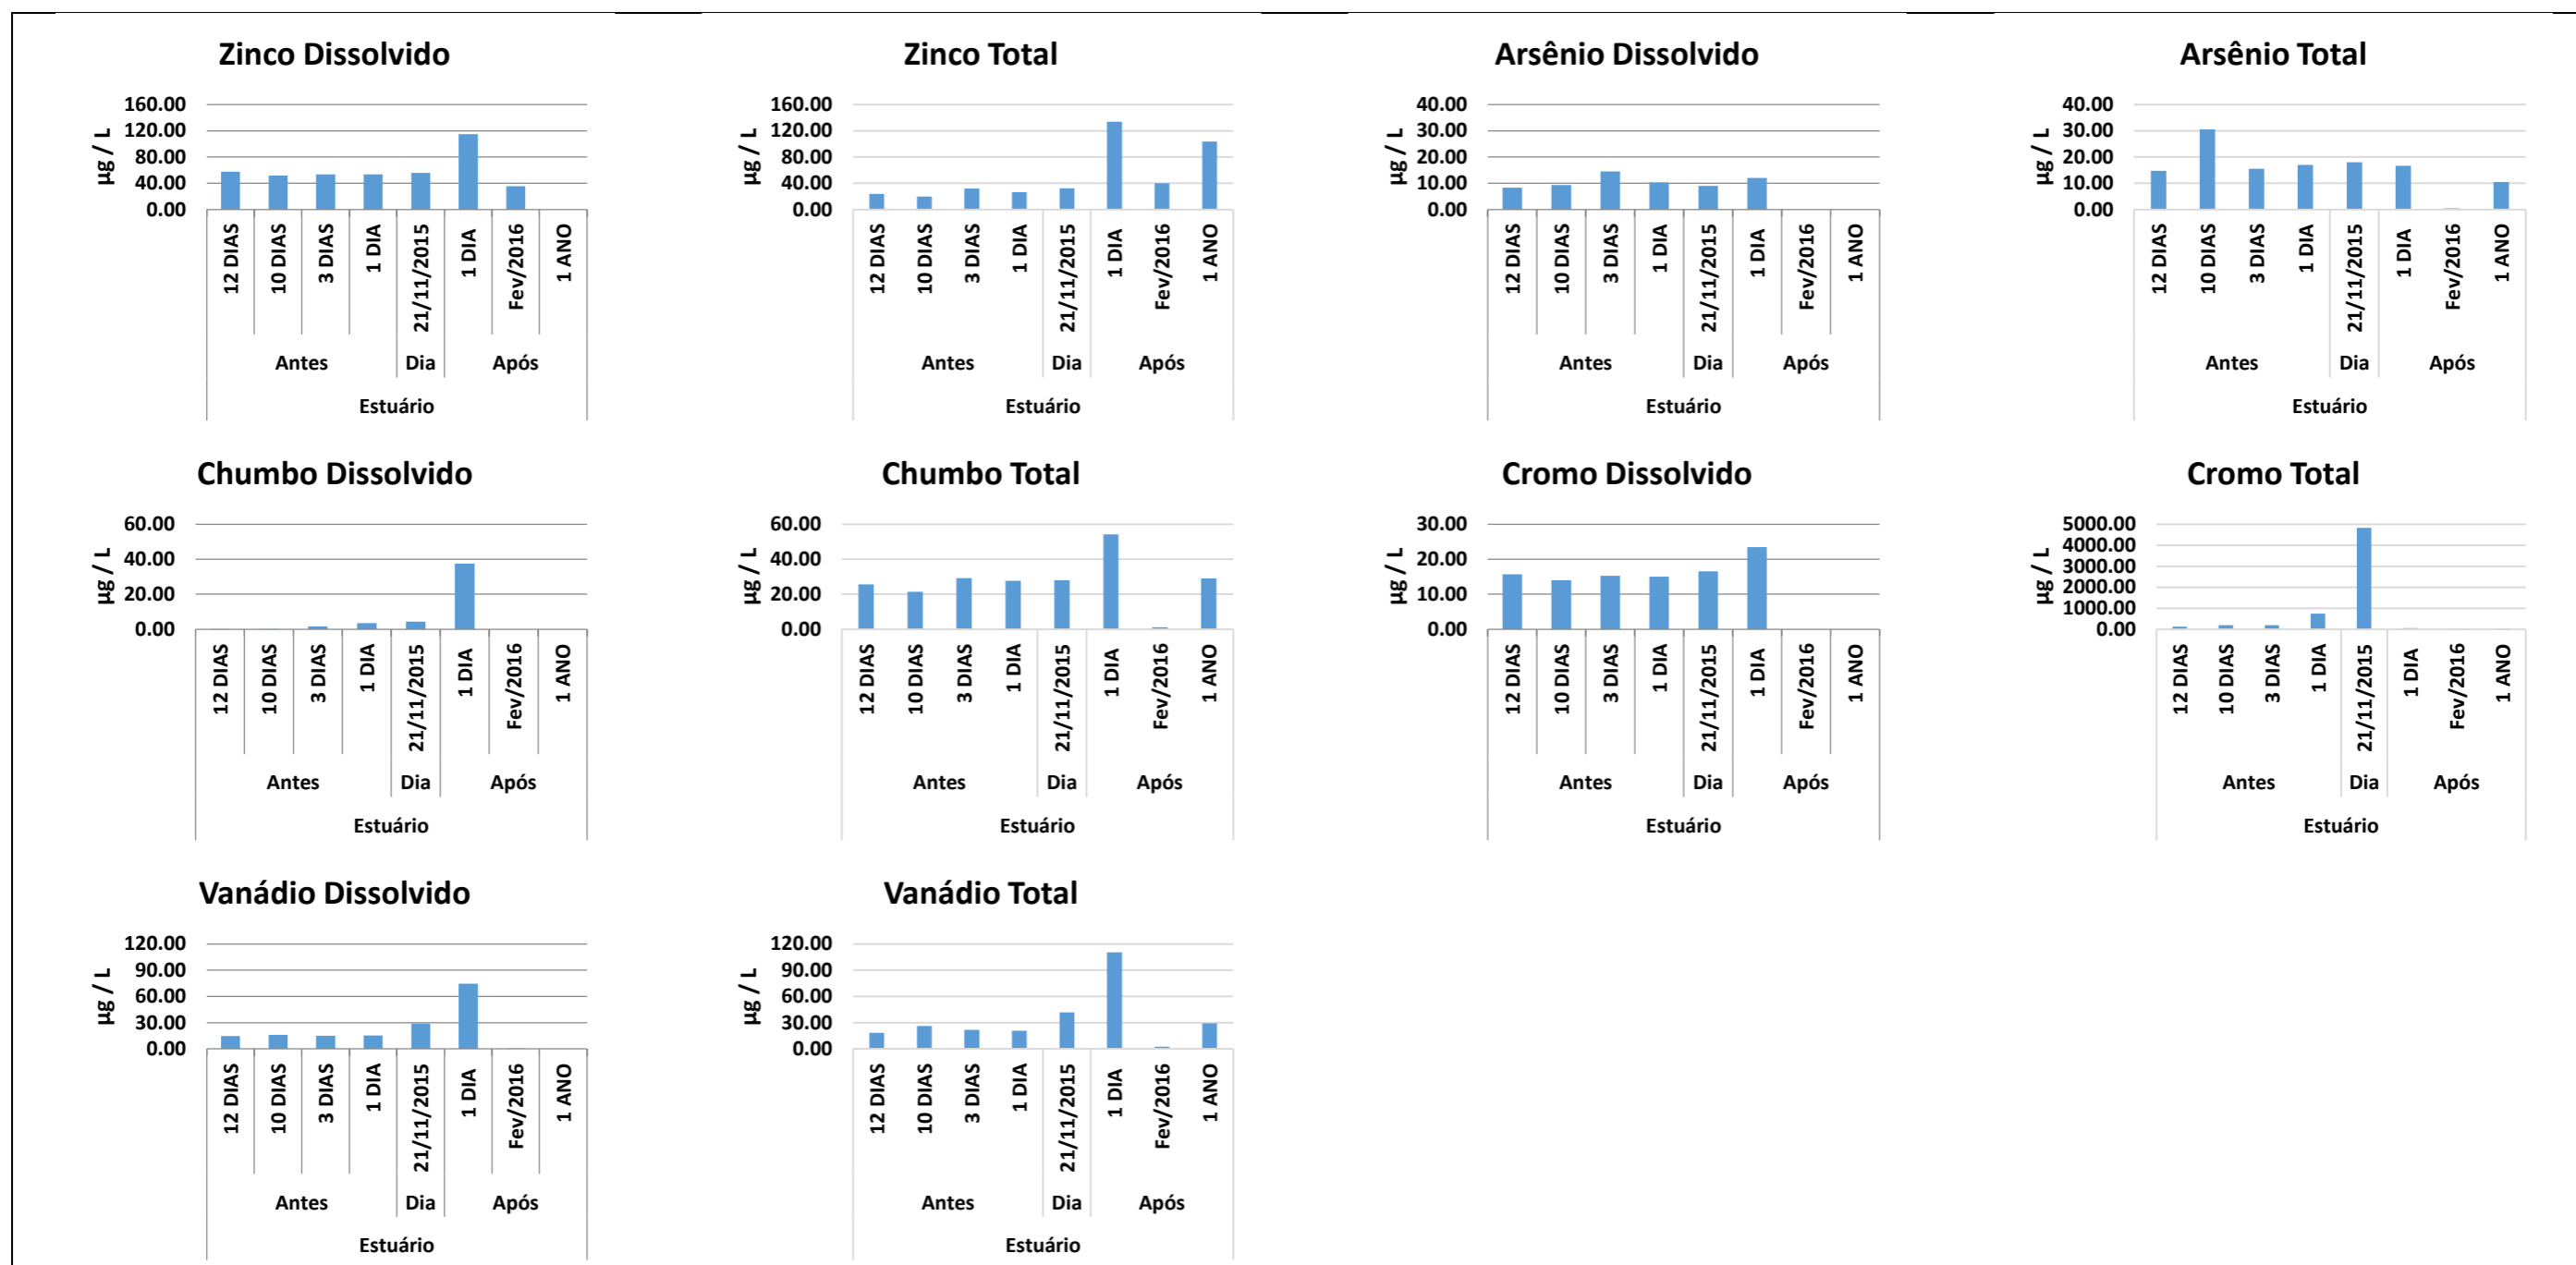 Zinco Dissolvido
µg / L
160.00
120.00
80.00
40.00
0.00
12 DIAS
10 DIAS
3 DIAS
1 DIA
21/11/2015
1 DIA
Fev/2016
1 ANO
Antes
Dia
Após
Estuário
Zinco Total
µg / L
160.00
120.00
80.00
40.00
0.00
12 DIAS
10 DIAS
3 DIAS
1 DIA
21/11/2015
1 DIA
Fev/2016
1 ANO
Antes
Dia
Após
Estuário
Arsênio Dissolvido
µg / L
40.00
30.00
20.00
10.00
0.00
12 DIAS
10 DIAS
3 DIAS
1 DIA
21/11/2015
1 DIA
Fev/2016
1 ANO
Antes
Dia
Após
Estuário
Arsênio Total
µg / L
40.00
30.00
20.00
10.00
0.00
12 DIAS
10 DIAS
3 DIAS
1 DIA
21/11/2015
1 DIA
Fev/2016
1 ANO
Antes
Dia
Após
Estuário
Chumbo Dissolvido
µg / L
60.00
40.00
20.00
0.00
12 DIAS
10 DIAS
3 DIAS
1 DIA
21/11/2015
1 DIA
Fev/2016
1 ANO
Antes
Dia
Após
Estuário
Chumbo Total
µg / L
60.00
40.00
20.00
0.00
12 DIAS
10 DIAS
3 DIAS
1 DIA
21/11/2015
1 DIA
Fev/2016
1 ANO
Antes
Dia
Após
Estuário
Cromo Dissolvido
µg / L
30.00
20.00
10.00
0.00
12 DIAS
10 DIAS
3 DIAS
1 DIA
21/11/2015
1 DIA
Fev/2016
1 ANO
Antes
Dia
Após
Estuário
Cromo Total
µg / L
5000.00
4000.00
3000.00
2000.00
1000.00
0.00
12 DIAS
10 DIAS
3 DIAS
1 DIA
21/11/2015
1 DIA
Fev/2016
1 ANO
Antes
Dia
Após
Estuário
Vanádio Dissolvido
µg / L
120.00
90.00
60.00
30.00
0.00
12 DIAS
10 DIAS
3 DIAS
1 DIA
21/11/2015
1 DIA
Fev/2016
1 ANO
Antes
Dia
Após
Estuário
Vanádio Total
µg / L
120.00
90.00
60.00
30.00
0.00
12 DIAS
10 DIAS
3 DIAS
1 DIA
21/11/2015
1 DIA
Fev/2016
1 ANO
Antes
Dia
Após
Estuário